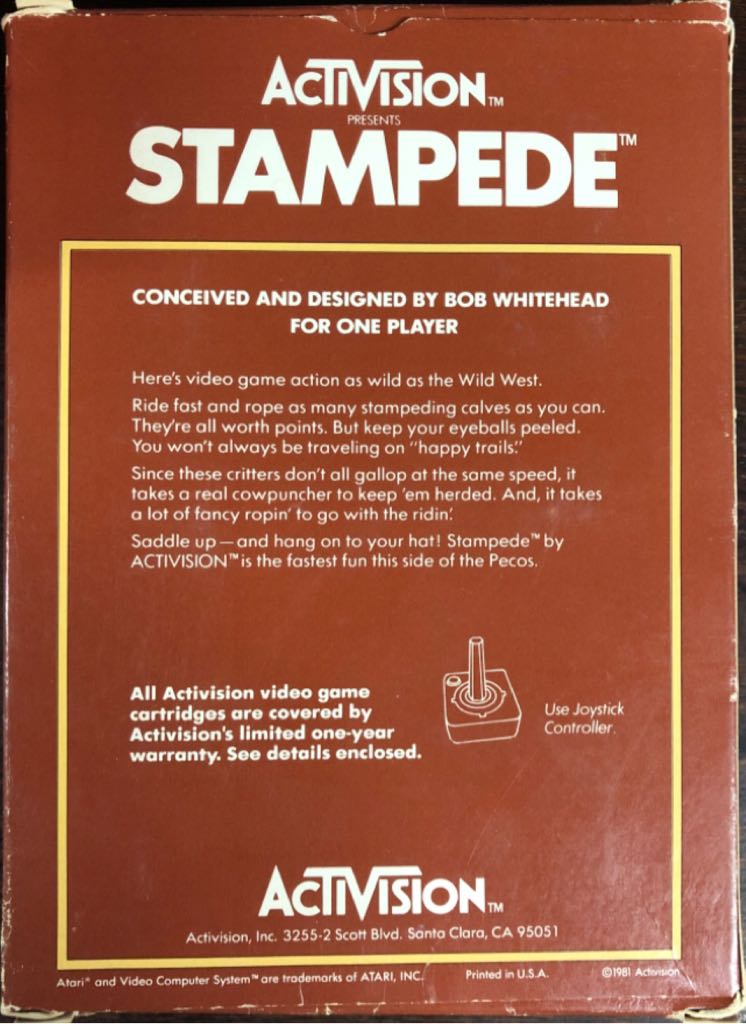 ACTIVISION™
PRESENTS
STAMPEDE™
CONCEIVED AND DESIGNED BY BOB WHITEHEAD
FOR ONE PLAYER
Here's video game action as wild as the Wild West.
Ride fast and rope as many stampeding calves as you can.
They're all worth points. But keep your eyeballs peeled.
You won't always be traveling on "happy trails."
Since these critters don't all gallop at the same speed, it
takes a real cowpuncher to keep 'em herded. And, it takes
a lot of fancy ropin' to go with the ridin'.
Saddle up—and hang on to your hat! Stampede™ by
ACTIVISION™ is the fastest fun this side of the Pecos.
All Activision video game
cartridges are covered by
Activision's limited one-year
warranty. See details enclosed.
Use Joystick
Controller.
ACTIVISION™
Activision, Inc. 3255-2 Scott Blvd. Santa Clara, CA 95051
Atari® and Video Computer System™ are trademarks of ATARI, INC. Printed in U.S.A. ©1981 Activision